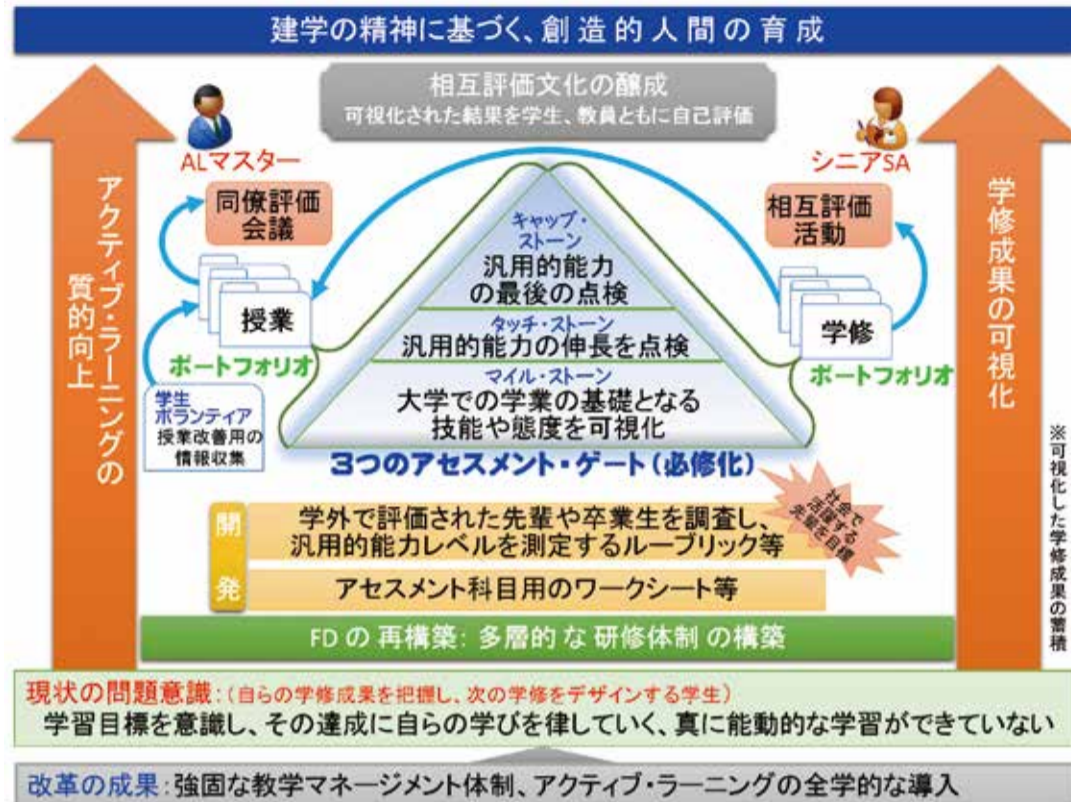 建学の精神に基づく、創造的人間の育成
相互評価文化の醸成
可視化された結果を学生、教員ともに自己評価
ALマスター
シニアSA
アクティブ・ラーニングの
質的向上
同僚評価
会議
授業
ポートフォリオ
学生
ボランティア
授業改善用の
情報収集
キャップ・
ストーン
汎用的能力
の最後の点検
タッチ・ストーン
汎用的能力の伸長を点検
マイル・ストーン
大学での学業の基礎となる
技能や態度を可視化
3つのアセスメント・ゲート(必修化)
相互評価
活動
学修
ポートフォリオ
学修成果の可視化
※可視化した学修成果の蓄積
開発
学外で評価された先輩や卒業生を調査し、
汎用的能力レベルを測定するルーブリック等
社会で
活躍する
先輩を目標
アセスメント科目用のワークシート等
FDの再構築: 多層的な研修体制の構築
現状の問題意識:(自らの学修成果を把握し、次の学修をデザインする学生)
学習目標を意識し、その達成に自らの学びを律していく、真に能動的な学習ができていない
改革の成果:強固な教学マネージメント体制、アクティブ・ラーニングの全学的な導入